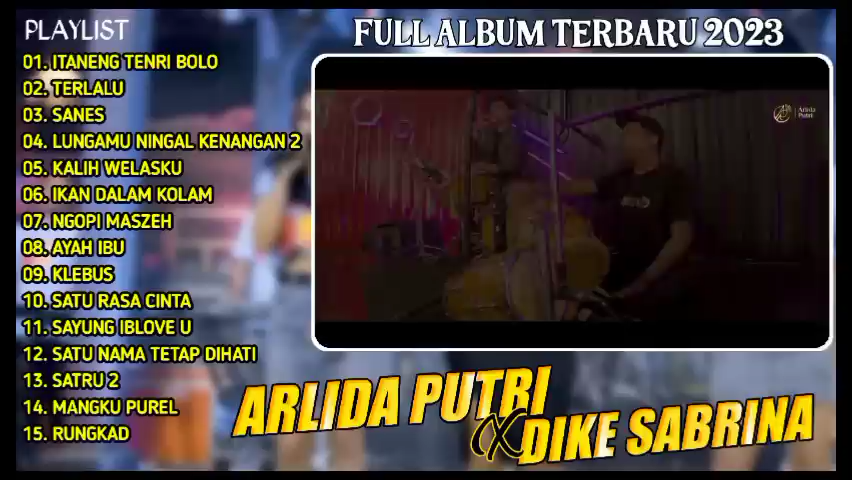 PLAYLIST
01. ITANENG TENRI BOLO
02. TERLALU
03. SANES
04. LUNGAMU NINGAL KENANGAN 2
05. KALIH WELASKU
06. IKAN DALAM KOLAM
07. NGOPI MASZEH
08. AYAH IBU
09. KLEBUS
10. SATU RASA CINTA
11. SAYUNG IBLOVE U
12. SATU NAMA TETAP DIHATI
13. SATRU 2
14. MANGKU PUREL
15. RUNGKAD
FULL ALBUM TERBARU 2023
Arlida
Putri
ARLIDA PUTRI
X DIKE SABRINA